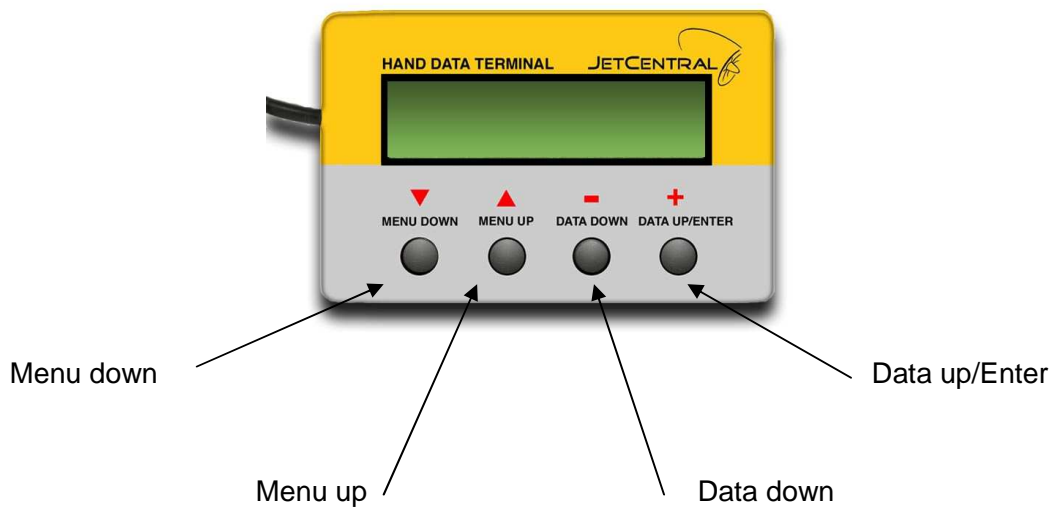 HAND DATA TERMINAL JETCENTRAL
MENU DOWN MENU UP DATA DOWN DATA UP/ENTER
Menu down Data up/Enter
Menu up Data down